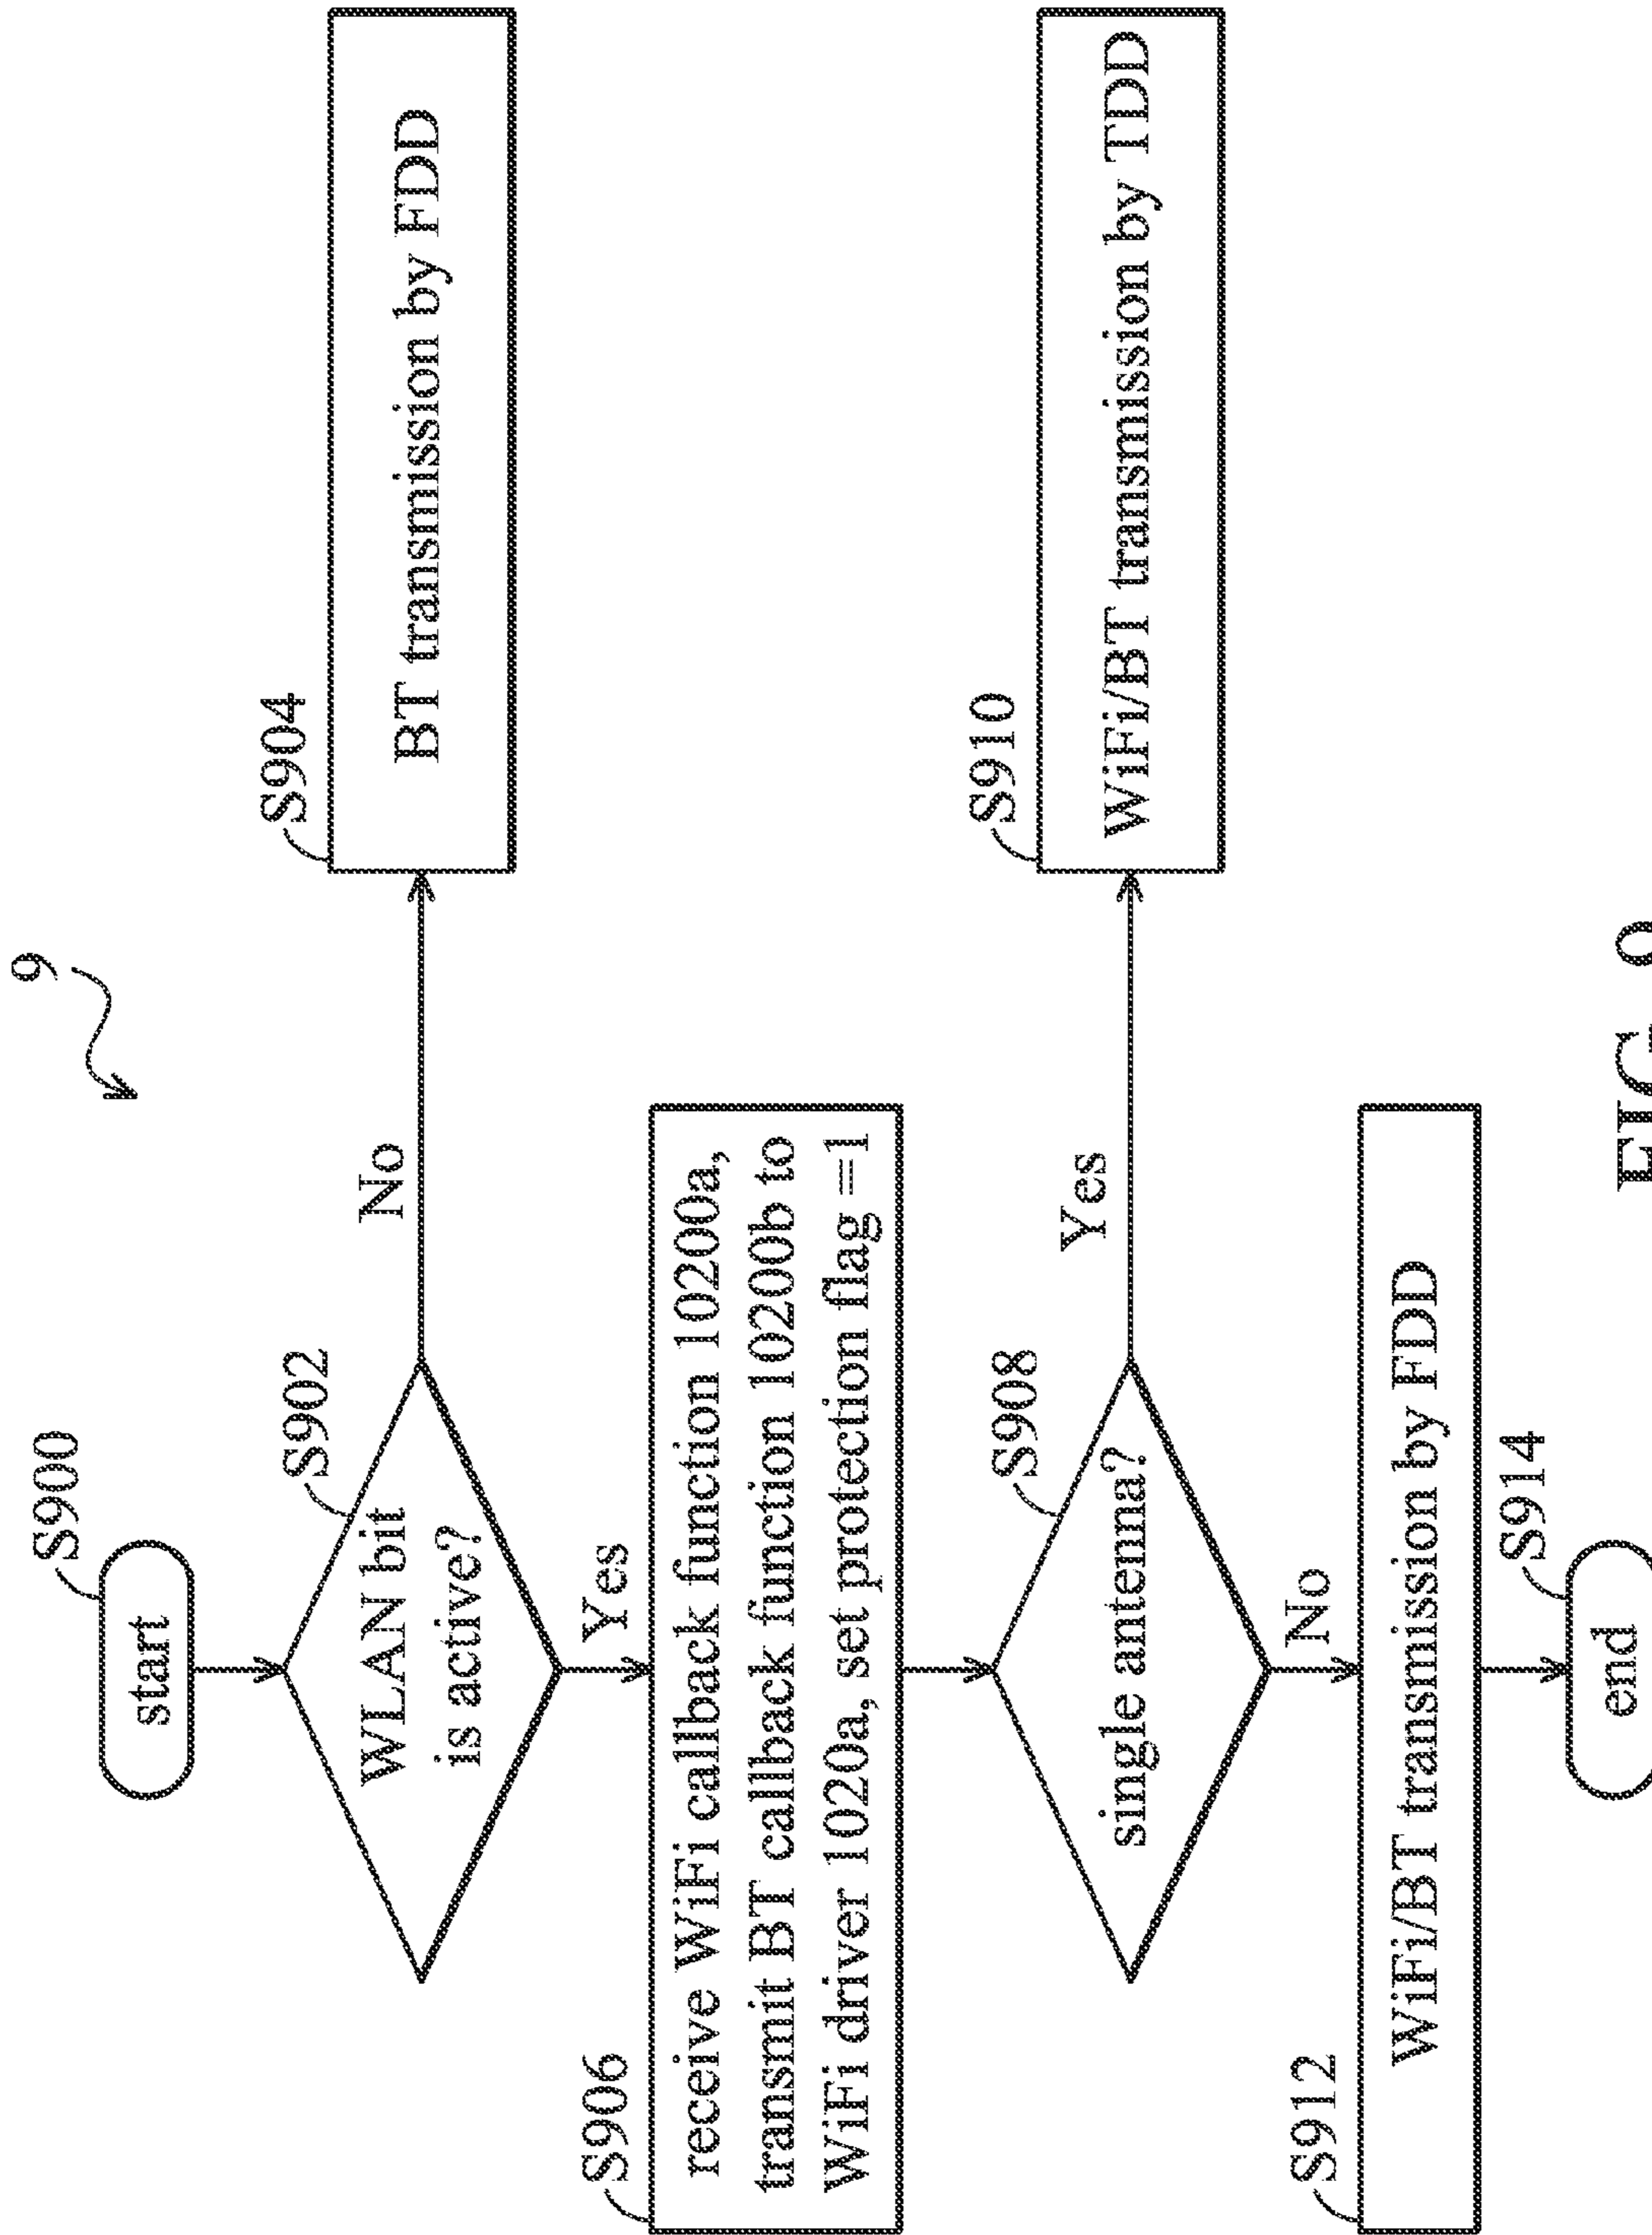 9
S900
start
S902
WLAN bit
is active?
No
S904
BT transmission by FDD
Yes
S906
receive WiFi callback function 10200a,
transmit BT callback function 10200b to
WiFi driver 1020a, set protection flag =1
S908
single antenna?
Yes
S910
WiFi/BT transmission by TDD
No
S912
WiFi/BT transmission by FDD
S914
end
FIG. 9